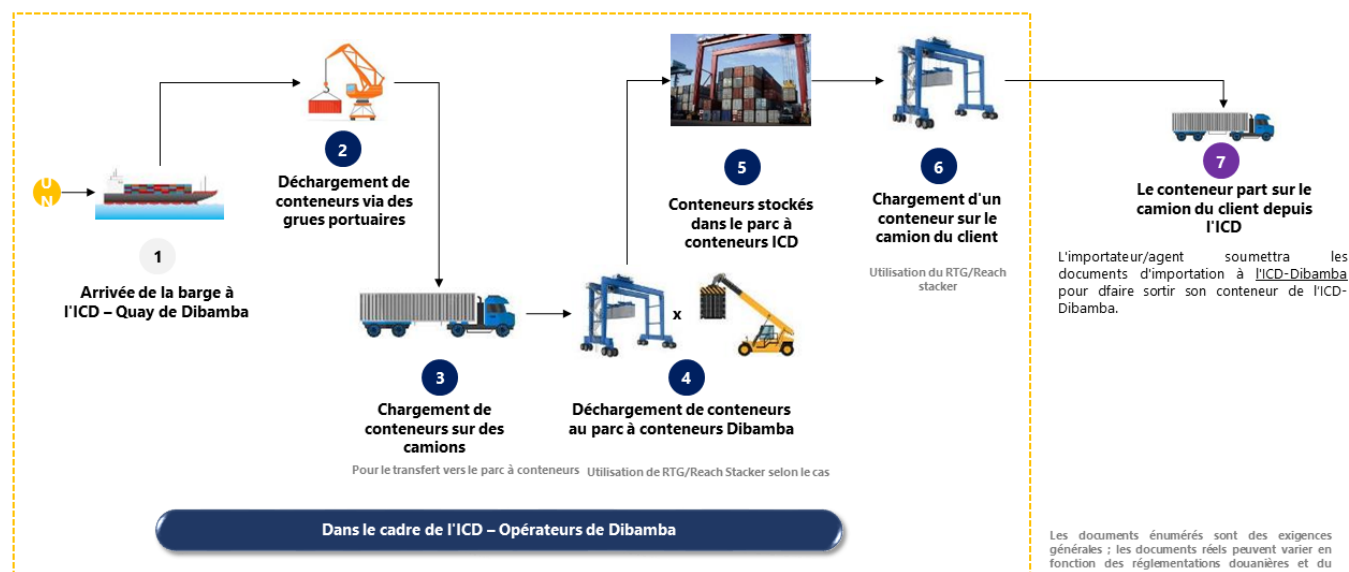 U
N
1
Arrivée de la barge à
l'ICD – Quay de Dibamba
2
Déchargement de
conteneurs via des
grues portuaires
3
Chargement de
conteneurs sur des
camions
Pour le transfert vers le parc à conteneurs
x
4
Déchargement de conteneurs
au parc à conteneurs Dibamba
Utilisation de RTG/Reach Stacker selon le cas
5
Conteneurs stockés
dans le parc à
conteneurs ICD
6
Chargement d'un
conteneur sur le
camion du client
Utilisation du RTG/Reach
stacker
7
Le conteneur part sur le
camion du client depuis
l'ICD
L'importateur/agent soumettra les
documents d'importation à l'ICD-Dibamba
pour dfaire sortir son conteneur de l'ICD-
Dibamba.
Dans le cadre de l'ICD – Opérateurs de Dibamba
Les documents énumérés sont des exigences
générales ; les documents réels peuvent varier en
fonction des réglementations douanières et du